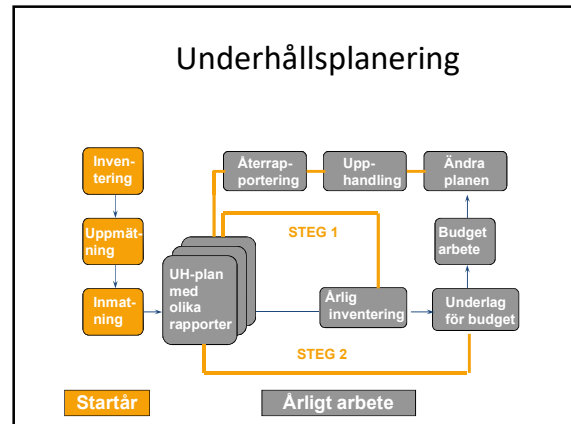 Underhållsplanering
Inven-
tering
Uppmät-
ning
Inmat-
ning
UH-plan
med
olika
rapporter
Återrap-
portering
Upp-
handling
Ändra
planen
STEG 1
Budget
arbete
Årlig
inventering
Underlag
för budget
STEG 2
Startår
Årligt arbete